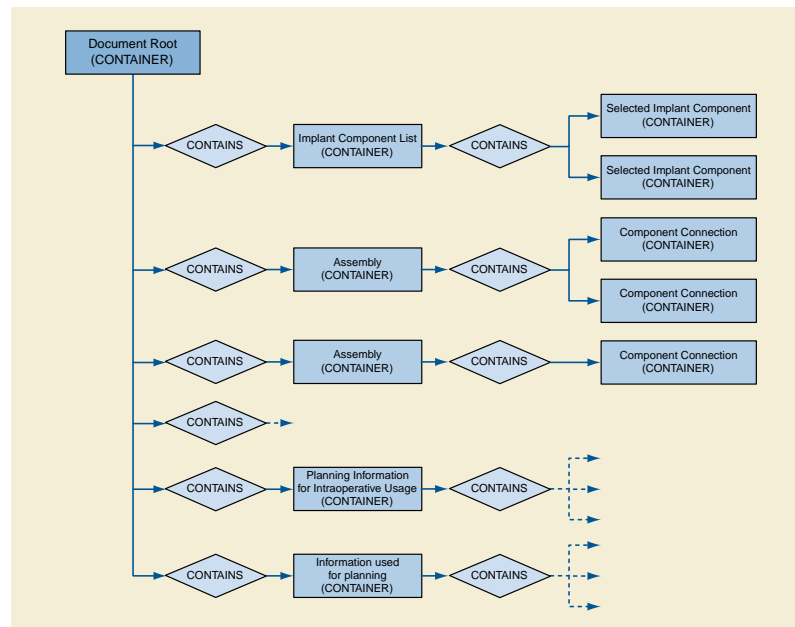 Document Root
(CONTAINER)
CONTAINS
Implant Component List
(CONTAINER)
CONTAINS
Selected Implant Component
(CONTAINER)
Selected Implant Component
(CONTAINER)
CONTAINS
Assembly
(CONTAINER)
CONTAINS
Component Connection
(CONTAINER)
Component Connection
(CONTAINER)
CONTAINS
Assembly
(CONTAINER)
CONTAINS
Component Connection
(CONTAINER)
CONTAINS
CONTAINS
Planning Information
for Intraoperative Usage
(CONTAINER)
CONTAINS
CONTAINS
Information used
for planning
(CONTAINER)
CONTAINS